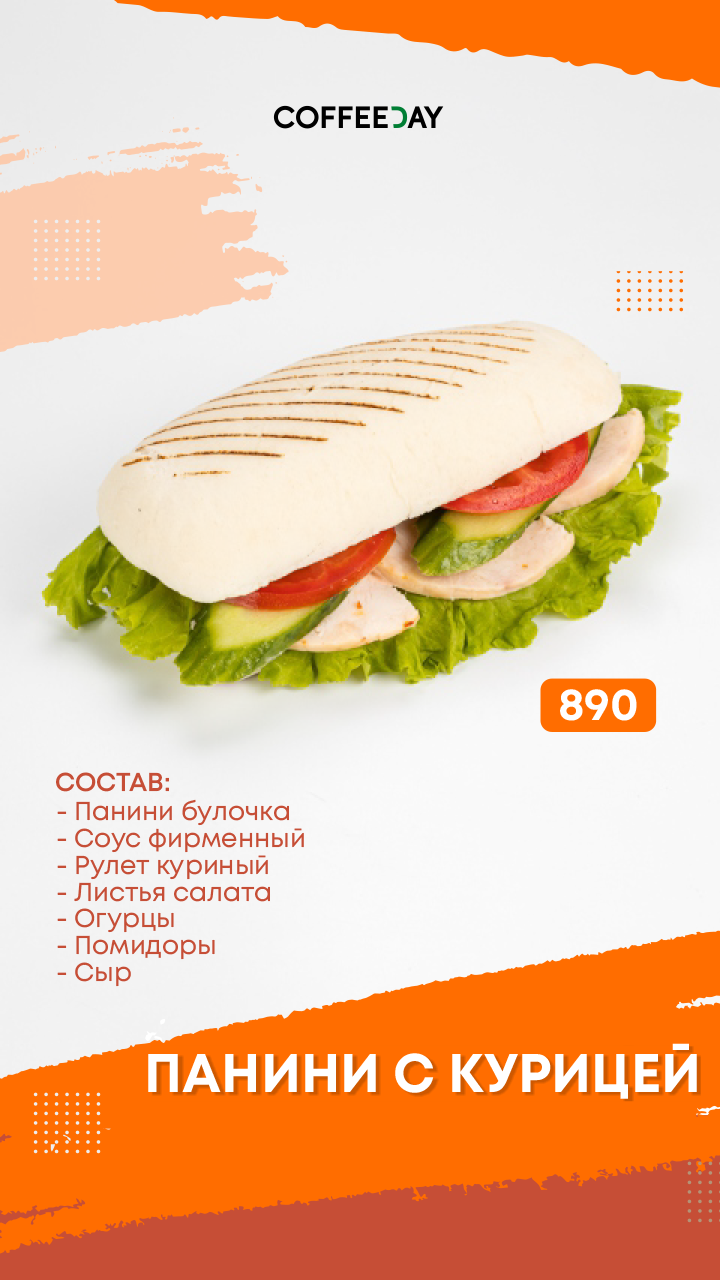 COFFEEDAY
890
СОСТАВ:
- Панини булочка
- Соус фирменный
- Рулет куриный
- Листья салата
- Огурцы
- Помидоры
- Сыр
ПАНИНИ С КУРИЦЕЙ